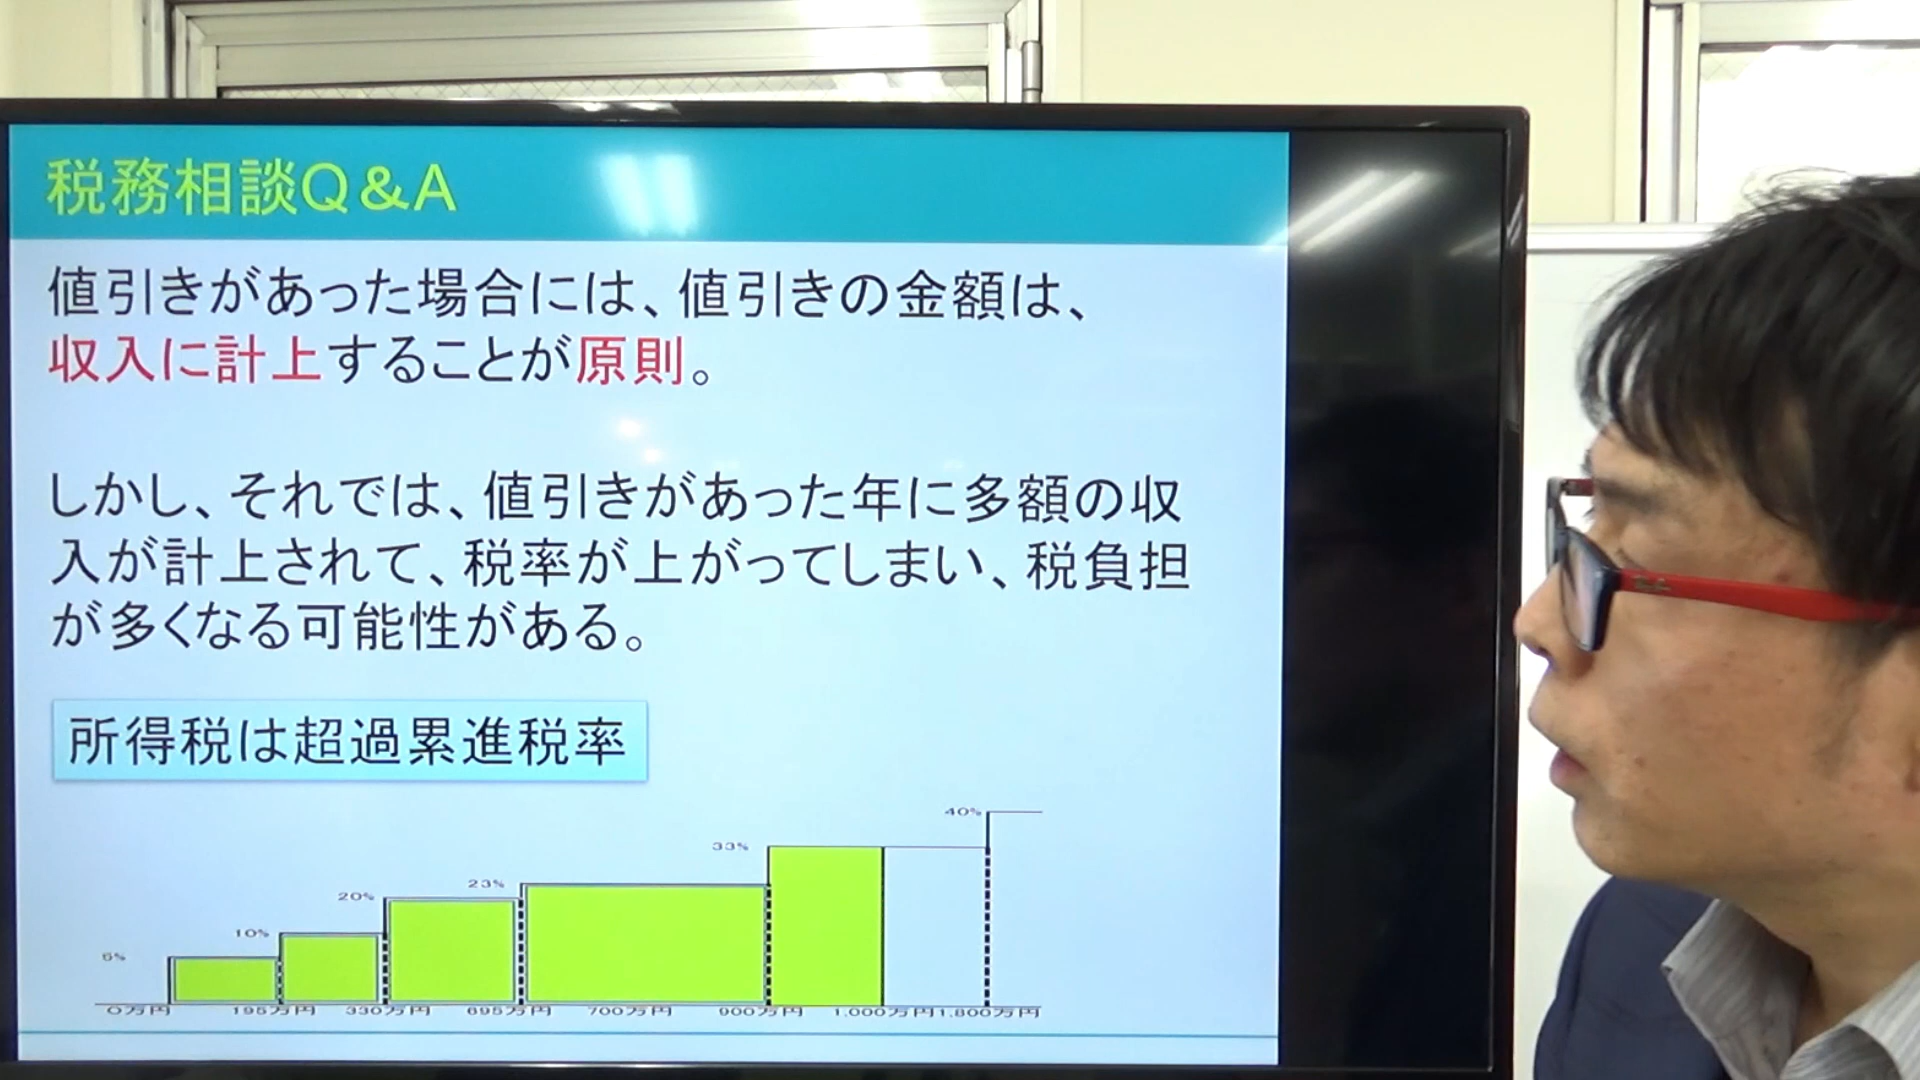 税務相談Q&A
値引きがあった場合には、値引きの金額は、
収入に計上することが原則。
しかし、それでは、値引きがあった年に多額の収
入が計上されて、税率が上がってしまい、税負担
が多くなる可能性がある。
所得税は超過累進税率
40%
33%
23%
20%
10%
5%
0万円 195万円 330万円 695万円 700万円 900万円 1,000万円 1,800万円